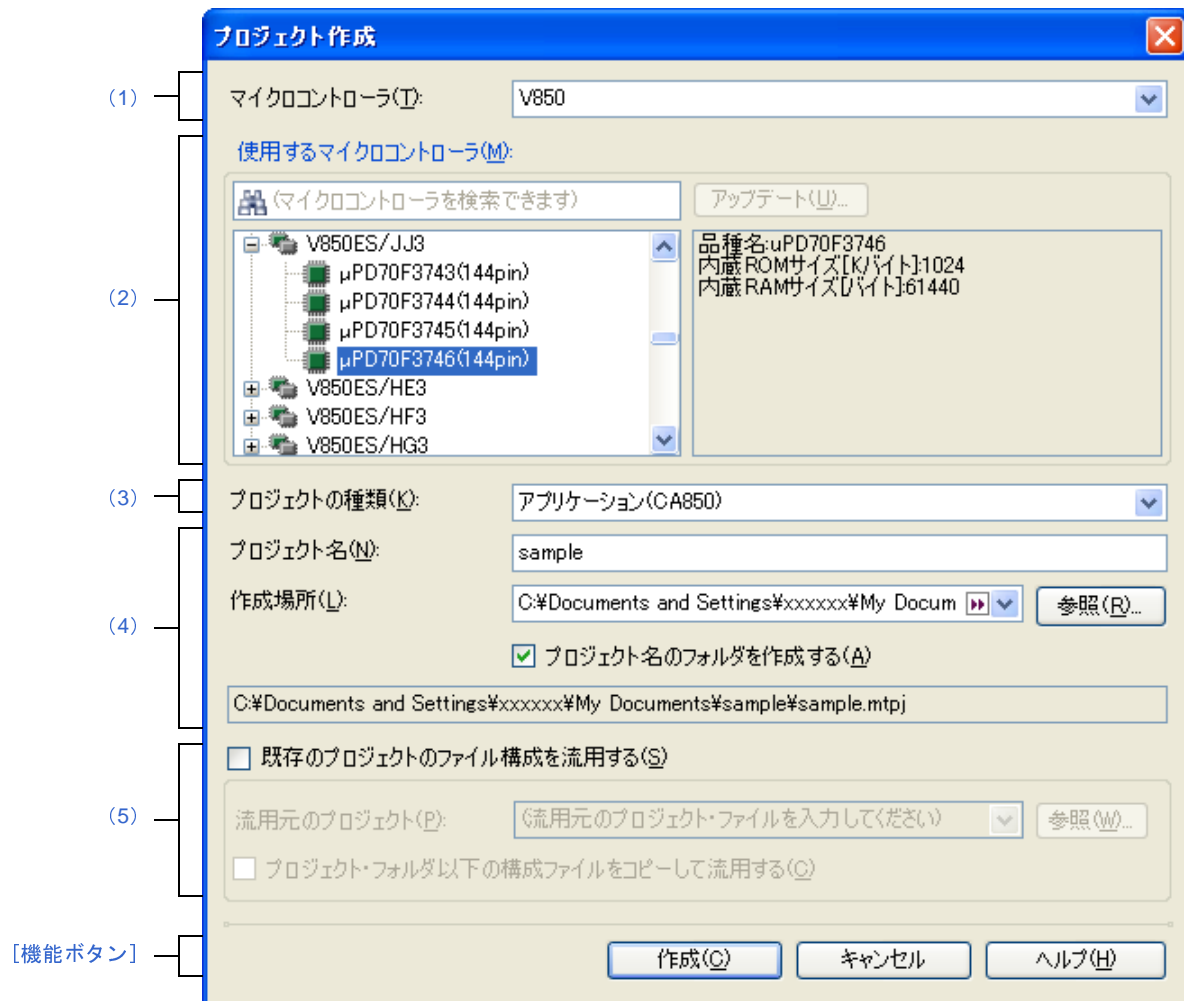 プロジェクト作成
(1)
マイクロコントローラ(T):
V850
(2)
使用するマイクロコントローラ(M):
(マイクロコントローラを検索できます)
アップデート(U)...
V850ES/JJ3
μPD70F3743(144pin)
μPD70F3744(144pin)
μPD70F3745(144pin)
μPD70F3746(144pin)
V850ES/HE3
V850ES/HF3
V850ES/HG3
品種名:uPD70F3746
内蔵ROMサイズ[Kバイト]:1024
内蔵RAMサイズ[バイト]:61440
(3)
プロジェクトの種類(K):
アプリケーション(CA850)
(4)
プロジェクト名(N):
sample
作成場所(L):
C:¥Documents and Settings¥xxxxxx¥My Docum
参照(R)...
プロジェクト名のフォルダを作成する(A)
C:¥Documents and Settings¥xxxxxx¥My Documents¥sample¥sample.mtpj
(5)
既存のプロジェクトのファイル構成を流用する(S)
流用元のプロジェクト(P):
(流用元のプロジェクト・ファイルを入力してください)
参照(W)...
プロジェクト・フォルダ以下の構成ファイルをコピーして流用する(C)
[機能ボタン]
作成(C)
キャンセル
ヘルプ(H)